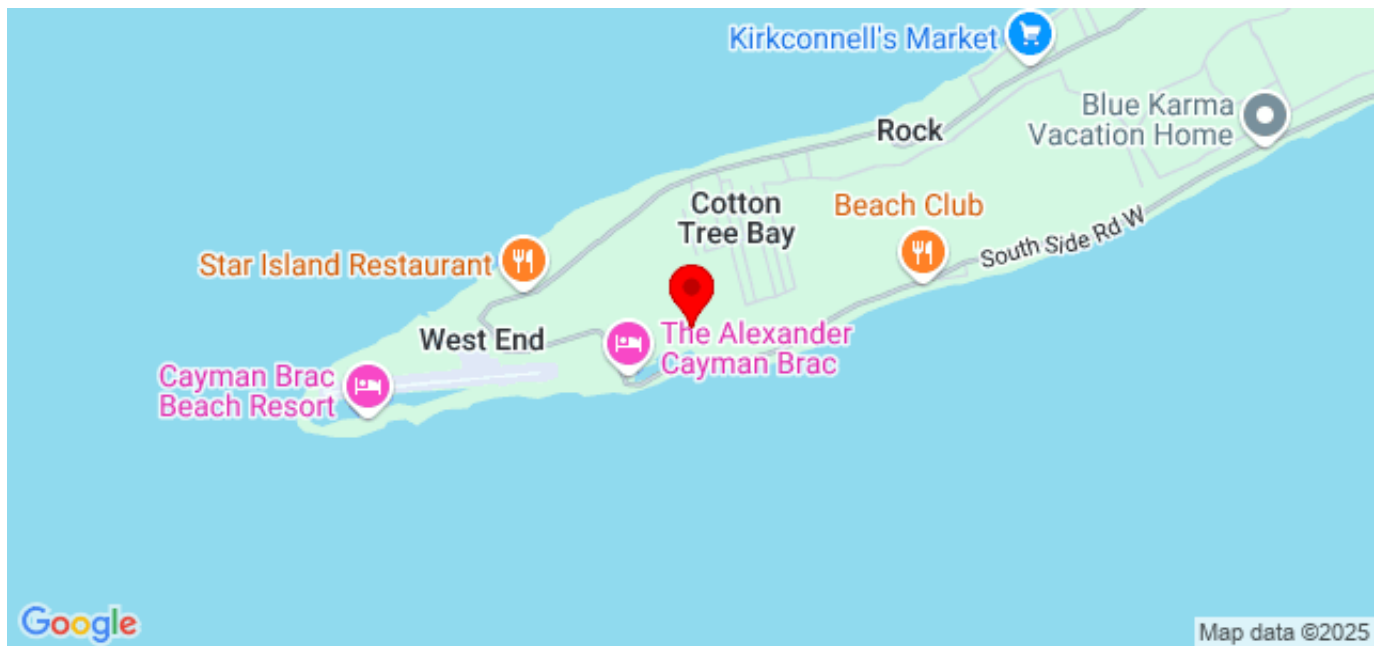 Kirkconnell's Market
Blue Karma
Vacation Home
Rock
Cotton
Tree Bay
Beach Club
South Side Rd W
Star Island Restaurant
West End
The Alexander
Cayman Brac
Cayman Brac
Beach Resort
Google
Map data ©2025